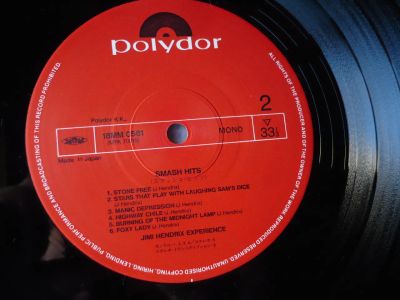 polydor
Polydor K.K.
18MM 0581
MONO
2
33⅓
Made in Japan
SMASH HITS
1. STONE FREE (J.Hendrix)
2. STARS THAT PLAY WITH LAUGHING SAM'S DICE
(J.Hendrix)
3. MANIC DEPRESSION (J.Hendrix)
4. HIGHWAY CHILE (J.Hendrix)
5. BURNING OF THE MIDNIGHT LAMP (J.Hendrix)
6. FOXY LADY (J.Hendrix)
JIMI HENDRIX EXPERIENCE
ALL RIGHTS OF THE PRODUCER AND OF THE OWNER OF THE WORK REPRODUCED RESERVED. UNAUTHORISED COPYING, HIRING, LENDING, PUBLIC PERFORMANCE AND BROADCASTING OF THIS RECORD PROHIBITED.